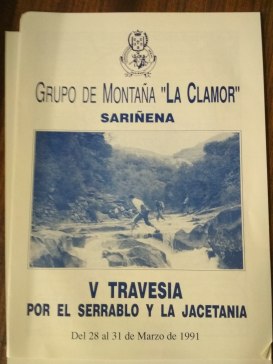 GRUPO DE MONTAÑA "LA CLAMOR"
SARIÑENA
V TRAVESIA
POR EL SERRABLO Y LA JACETANIA
Del 28 al 31 de Marzo de 1991